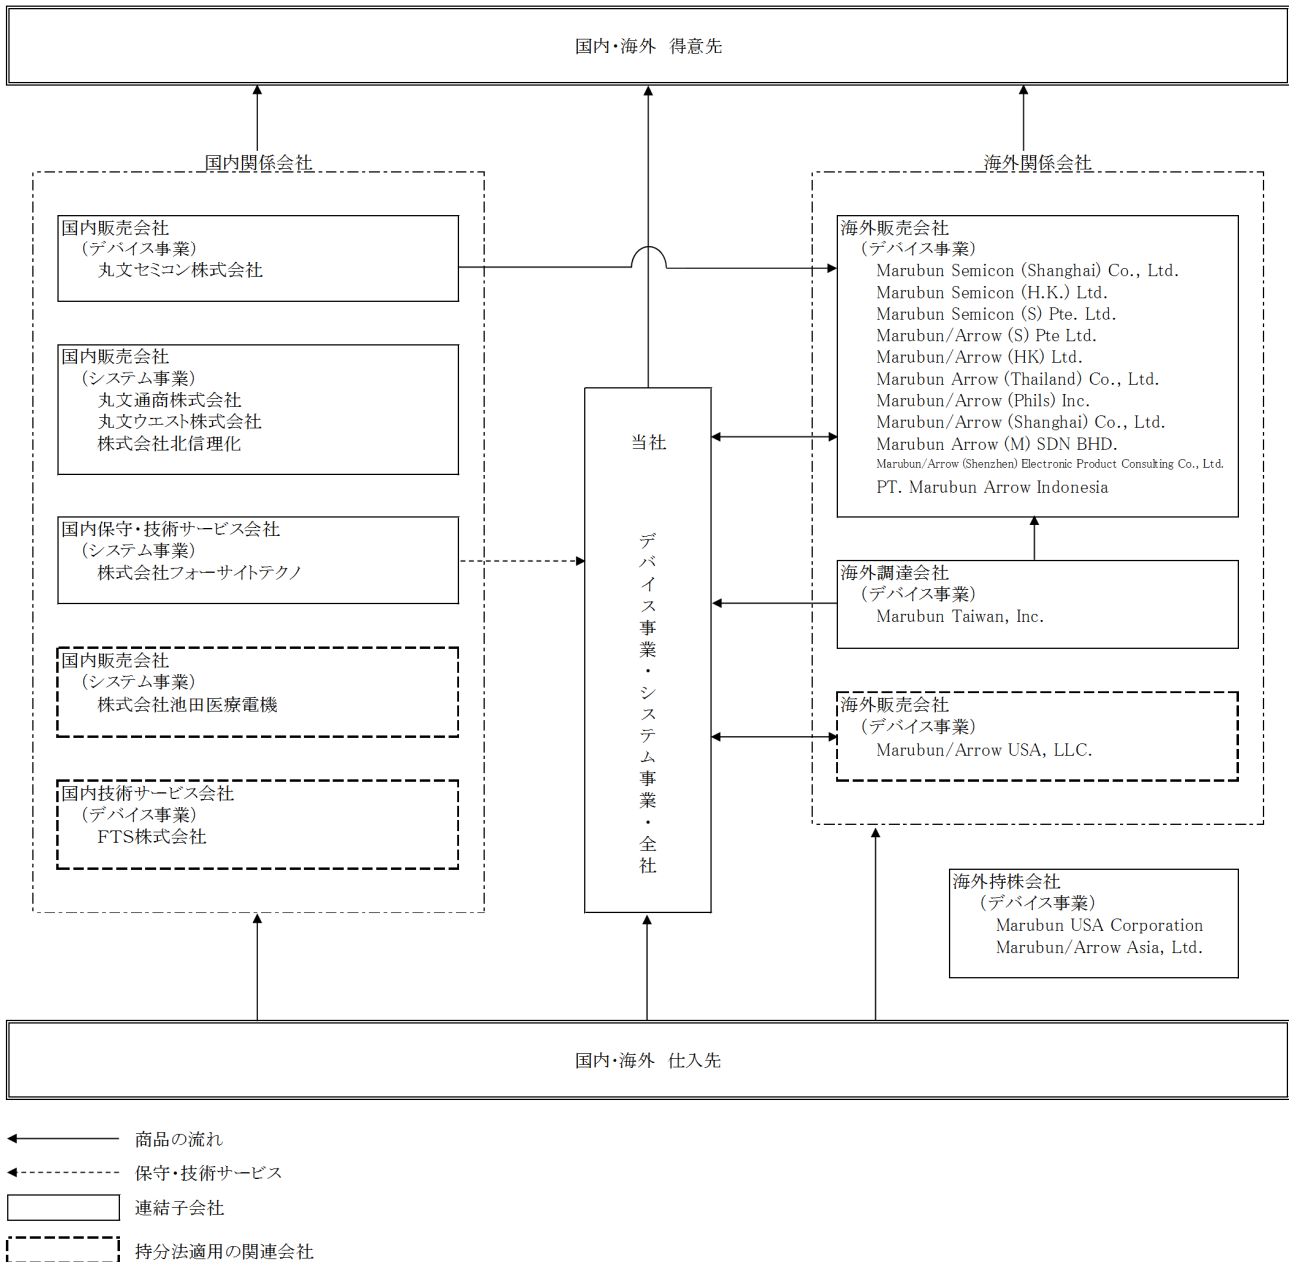 国内・海外　得意先
国内関係会社
国内販売会社
（デバイス事業）
丸文セミコン株式会社
国内販売会社
（システム事業）
丸文通商株式会社
丸文ウエスト株式会社
株式会社北信理化
国内保守・技術サービス会社
（システム事業）
株式会社フォーサイトテクノ
国内販売会社
（システム事業）
株式会社池田医療電機
国内技術サービス会社
（デバイス事業）
FTS株式会社
当社
デバイス事業・システム事業・全社
海外関係会社
海外販売会社
（デバイス事業）
Marubun Semicon (Shanghai) Co., Ltd.
Marubun Semicon (H.K.) Ltd.
Marubun Semicon (S) Pte. Ltd.
Marubun/Arrow (S) Pte Ltd.
Marubun/Arrow (HK) Ltd.
Marubun Arrow (Thailand) Co., Ltd.
Marubun/Arrow (Phils) Inc.
Marubun/Arrow (Shanghai) Co., Ltd.
Marubun Arrow (M) SDN BHD.
Marubun/Arrow (Shenzhen) Electronic Product Consulting Co., Ltd.
PT. Marubun Arrow Indonesia
海外調達会社
（デバイス事業）
Marubun Taiwan, Inc.
海外販売会社
（デバイス事業）
Marubun/Arrow USA, LLC.
海外持株会社
（デバイス事業）
Marubun USA Corporation
Marubun/Arrow Asia, Ltd.
国内・海外　仕入先
商品の流れ
保守・技術サービス
連結子会社
持分法適用の関連会社